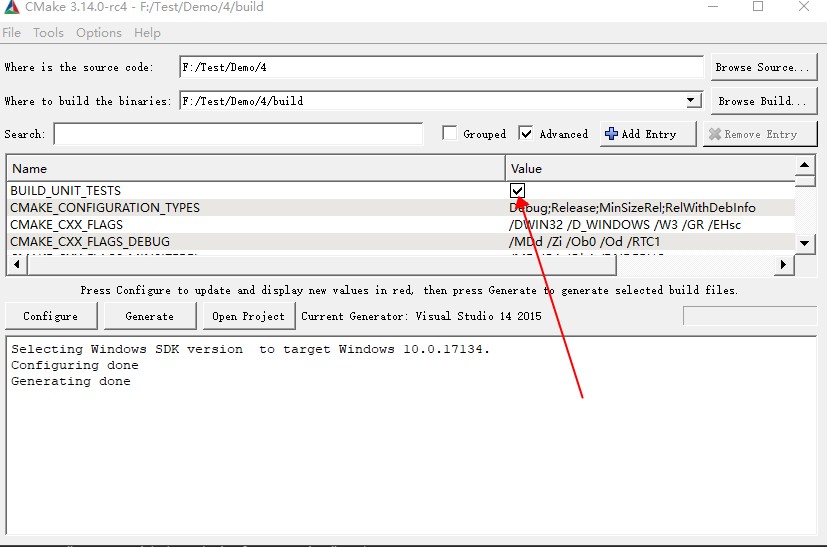 CMake 3.14.0-rc4 - F:/Test/Demo/4/build
File Tools Options Help
Where is the source code: F:/Test/Demo/4 Browse Source...
Where to build the binaries: F:/Test/Demo/4/build Browse Build...
Search: Grouped Advanced Add Entry Remove Entry
Name Value
BUILD_UNIT_TESTS
CMAKE_CONFIGURATION_TYPES Debug;Release;MinSizeRel;RelWithDebInfo
CMAKE_CXX_FLAGS /DWIN32 /D_WINDOWS /W3 /GR /EHsc
CMAKE_CXX_FLAGS_DEBUG /MDd /Zi /Ob0 /Od /RTC1
Press Configure to update and display new values in red, then press Generate to generate selected build files.
Configure Generate Open Project Current Generator: Visual Studio 14 2015
Selecting Windows SDK version  to target Windows 10.0.17134.
Configuring done
Generating done